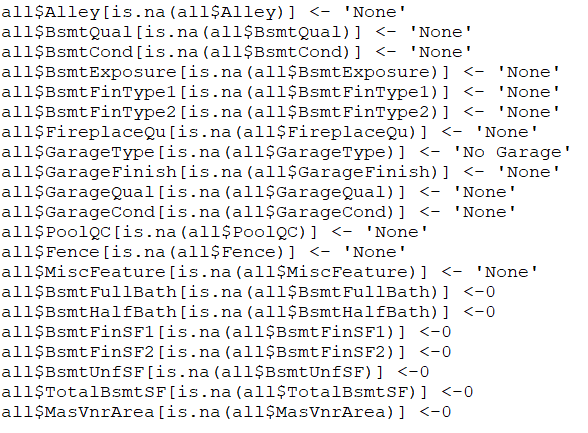 all$Alley[is.na(all$Alley)] <- 'None'
all$BsmtQual[is.na(all$BsmtQual)] <- 'None'
all$BsmtCond[is.na(all$BsmtCond)] <- 'None'
all$BsmtExposure[is.na(all$BsmtExposure)] <- 'None'
all$BsmtFinType1[is.na(all$BsmtFinType1)] <- 'None'
all$BsmtFinType2[is.na(all$BsmtFinType2)] <- 'None'
all$FireplaceQu[is.na(all$FireplaceQu)] <- 'None'
all$GarageType[is.na(all$GarageType)] <- 'No Garage'
all$GarageFinish[is.na(all$GarageFinish)] <- 'None'
all$GarageQual[is.na(all$GarageQual)] <- 'None'
all$GarageCond[is.na(all$GarageCond)] <- 'None'
all$PoolQC[is.na(all$PoolQC)] <- 'None'
all$Fence[is.na(all$Fence)] <- 'None'
all$MiscFeature[is.na(all$MiscFeature)] <- 'None'
all$BsmtFullBath[is.na(all$BsmtFullBath)] <-0
all$BsmtHalfBath[is.na(all$BsmtHalfBath)] <-0
all$BsmtFinSF1[is.na(all$BsmtFinSF1)] <-0
all$BsmtFinSF2[is.na(all$BsmtFinSF2)] <-0
all$BsmtUnfSF[is.na(all$BsmtUnfSF)] <-0
all$TotalBsmtSF[is.na(all$TotalBsmtSF)] <-0
all$MasVnrArea[is.na(all$MasVnrArea)] <-0